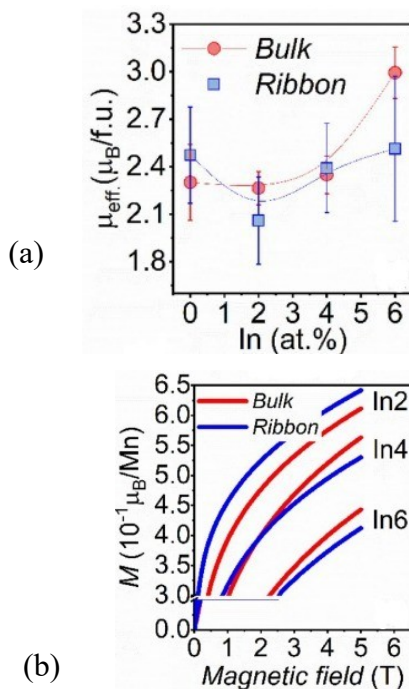 3.0
2.7
2.4
2.1
1.8
μeff.(μB/f.u.)
Bulk
Ribbon
(a)
0 1 2 3 4 5 6
In (at.%)
6.5
6.0
5.5
5.0
4.5
4.0
3.5
3.0
0.0
M (10⁻¹μB/Mn)
Bulk
Ribbon
In2
In4
In6
0 1 2 3 4 5 6
Magnetic field (T)
(b)